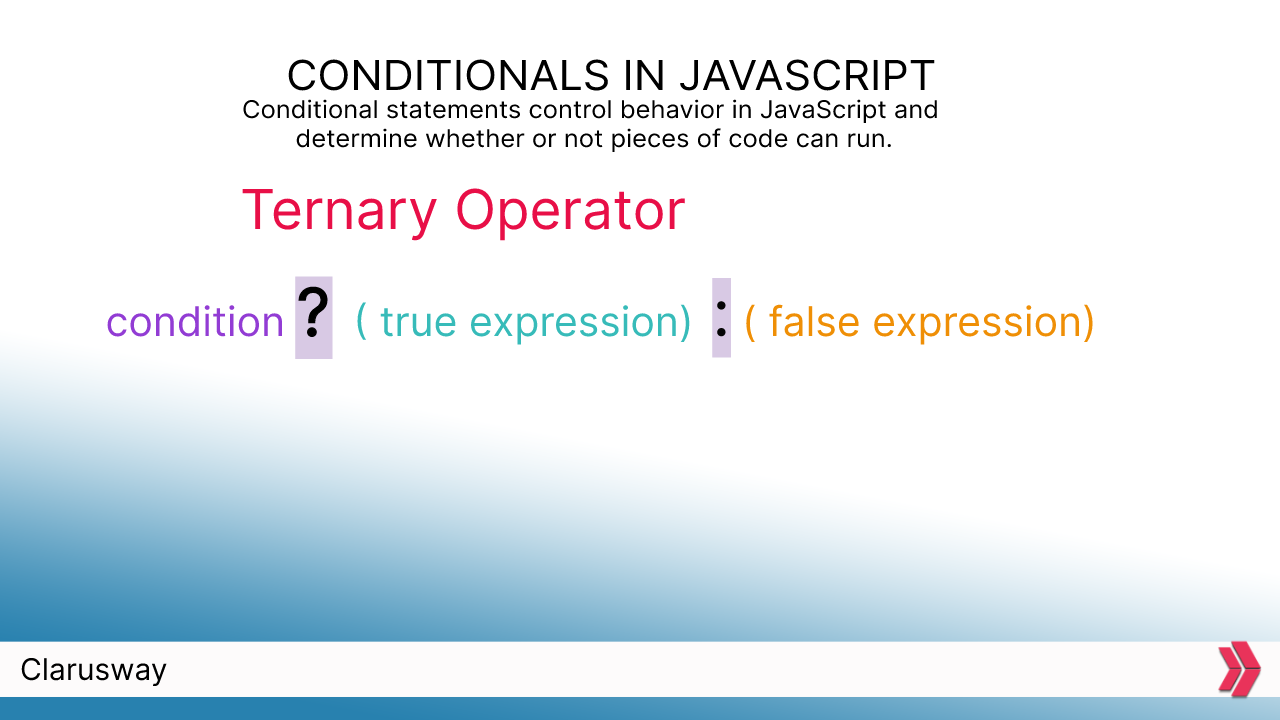 CONDITIONALS IN JAVASCRIPT
Conditional statements control behavior in JavaScript and
determine whether or not pieces of code can run.
Ternary Operator
condition ? ( true expression) : ( false expression)
Clarusway